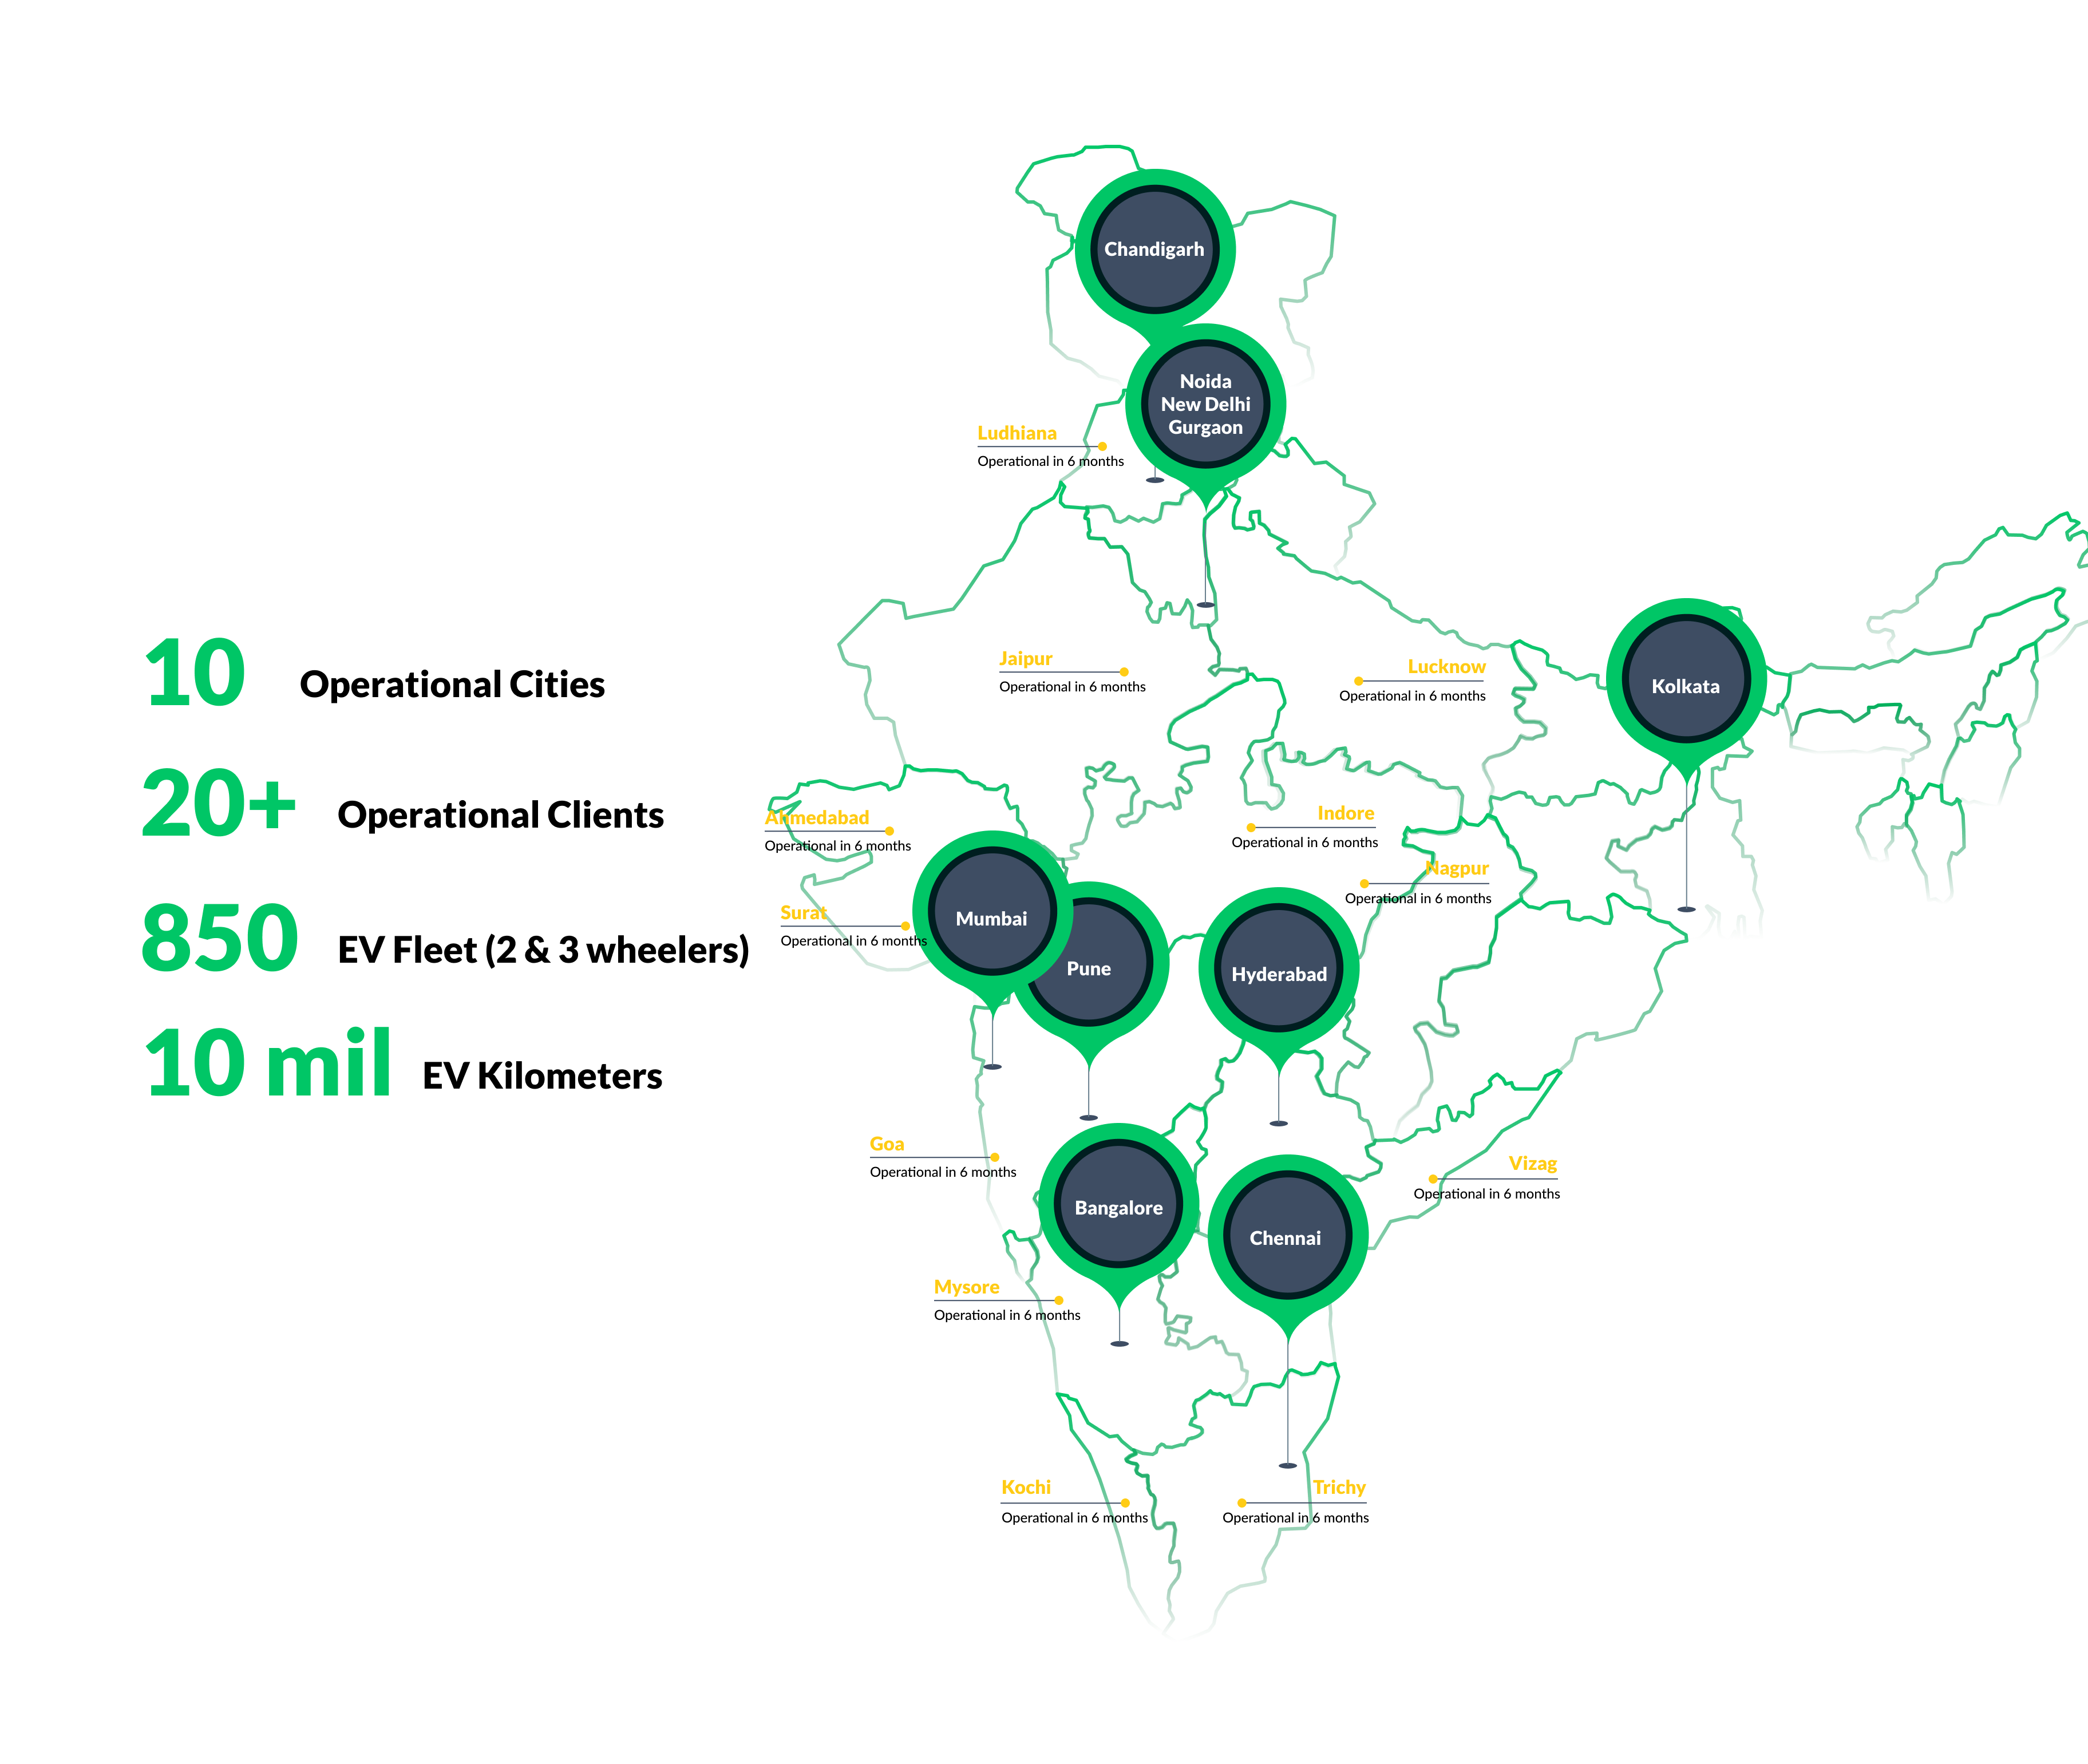 10 Operational Cities
20+ Operational Clients
850 EV Fleet (2 & 3 wheelers)
10 mil EV Kilometers
Chandigarh
Noida
New Delhi
Gurgaon
Ludhiana
Operational in 6 months
Jaipur
Operational in 6 months
Lucknow
Operational in 6 months
Kolkata
Ahmedabad
Operational in 6 months
Indore
Operational in 6 months
Nagpur
Operational in 6 months
Surat
Operational in 6 months
Mumbai
Pune
Hyderabad
Goa
Operational in 6 months
Vizag
Operational in 6 months
Bangalore
Chennai
Mysore
Operational in 6 months
Kochi
Operational in 6 months
Trichy
Operational in 6 months